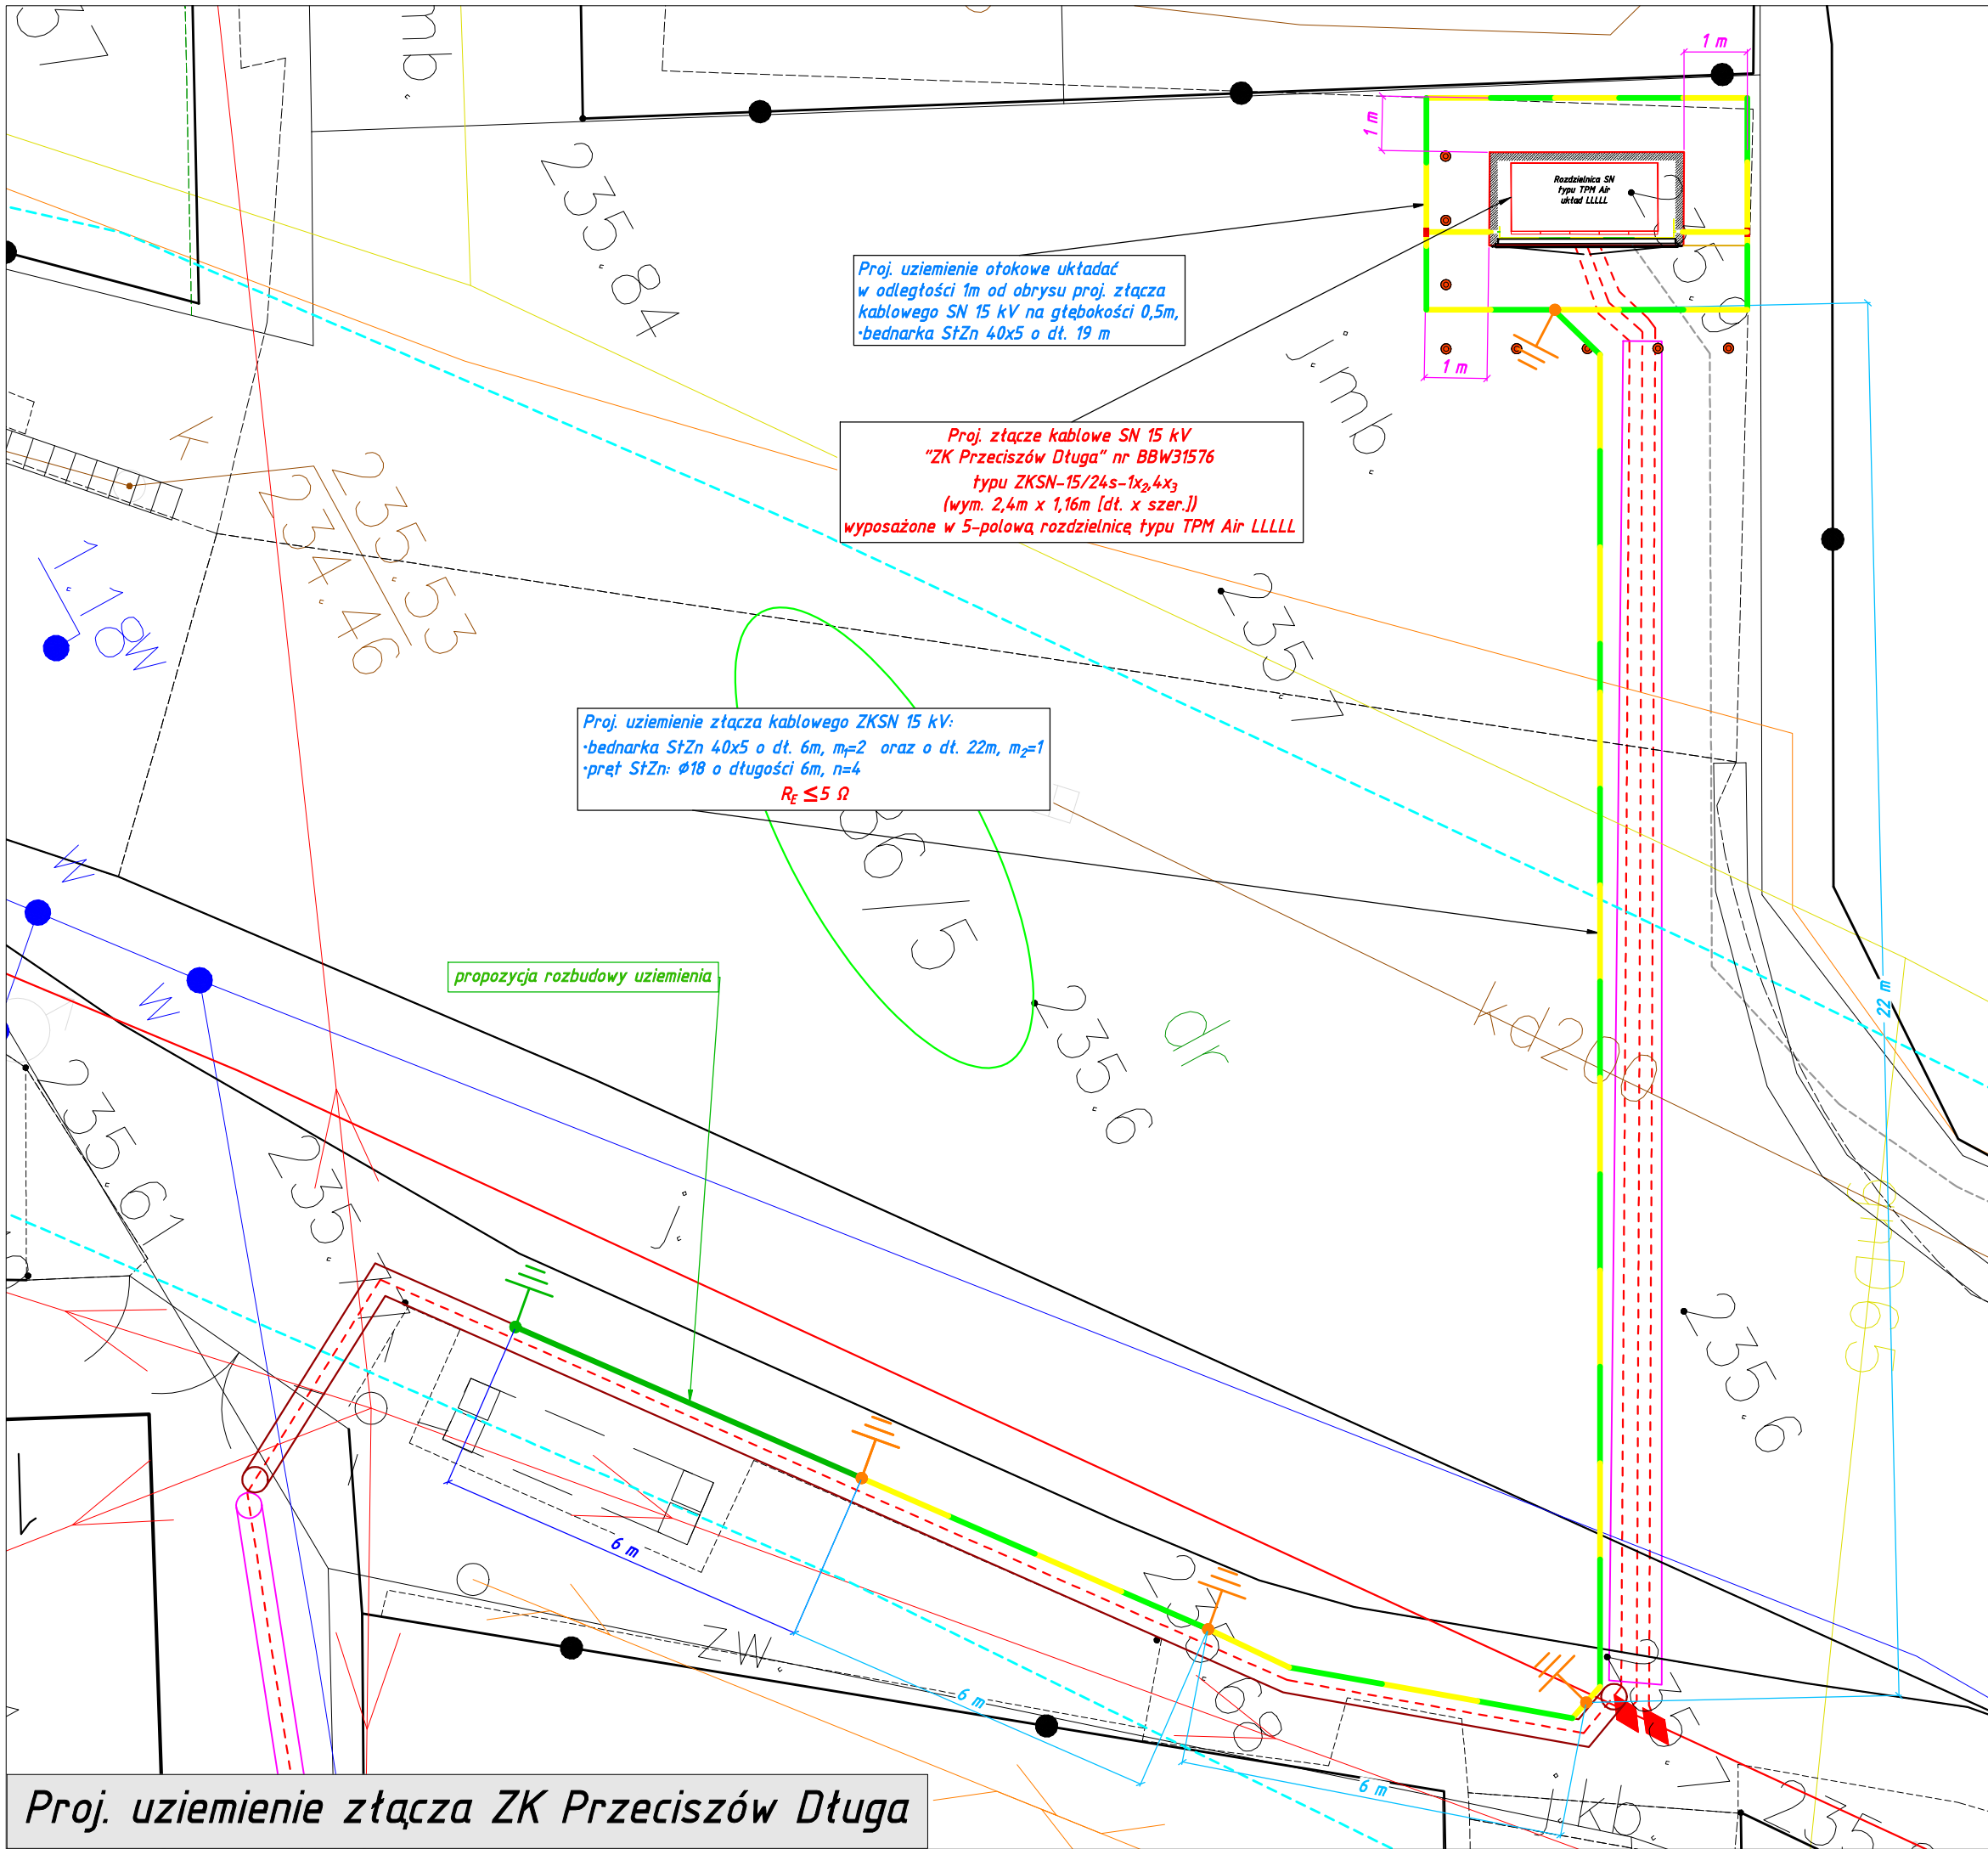 1 m
1 m
Rozdzielnica SN
typu TPM Air
układ LLLLL
235.84
Proj. uziemienie otokowe układać
w odległości 1m od obrysu proj. złącza
kablowego SN 15 kV na głębokości 0,5m,
•bednarka StZn 40x5 o dł. 19 m
1 m
j.mb.
Proj. złącze kablowe SN 15 kV
"ZK Przeciszów Długa" nr BBW31576
typu ZKSN-15/24s-1x2,4x3
(wym. 2,4m x 1,16m [dł. x szer.])
wyposażone w 5-polową rozdzielnicę typu TPM Air LLLLL
K
235.53
234.46
1.18w
235.7
Proj. uziemienie złącza kablowego ZKSN 15 kV:
•bednarka StZn 40x5 o dł. 6m, m1=2 oraz o dł. 22m, m2=1
•pręt StZn: Φ18 o długości 6m, n=4
RE ≤5 Ω
w
w
propozycja rozbudowy uziemienia
235.6
dr
kd200
22 m
235.61
j.
235.6
6 m
zw.
6 m
6 m
j.kb.
Proj. uziemienie złącza ZK Przeciszów Długa